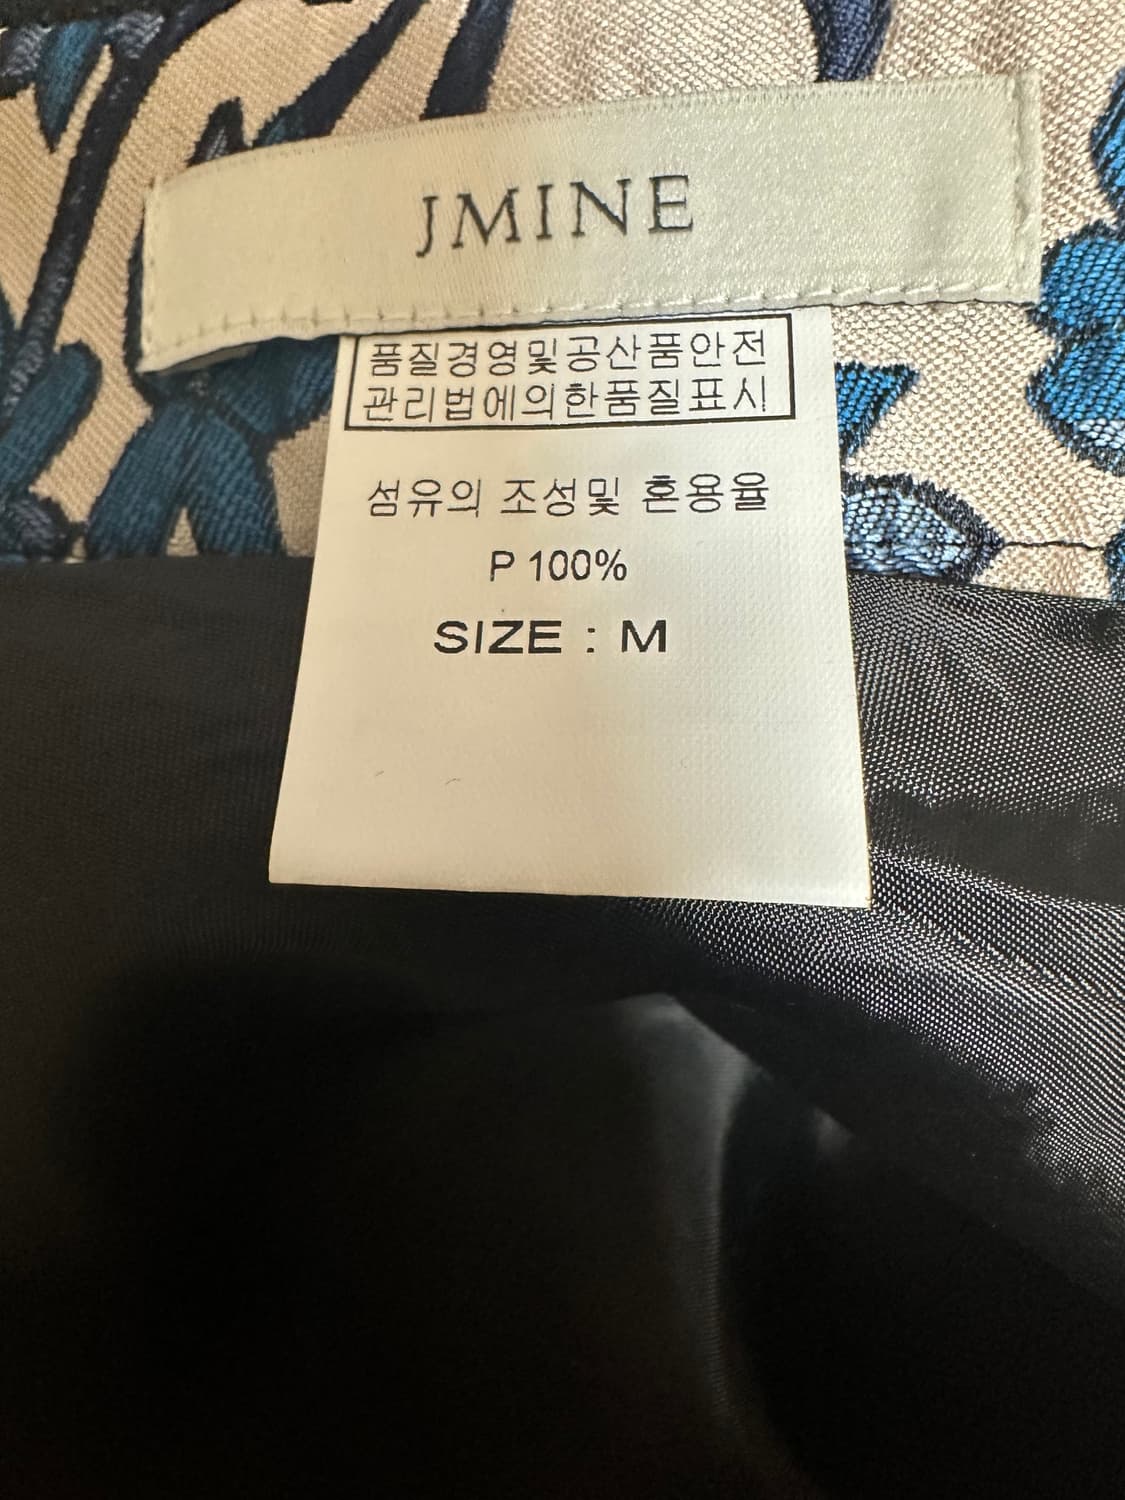 JMINE
품질경영및공산품안전
관리법에의한품질표시
섬유의 조성및 혼용율
P 100%
SIZE : M